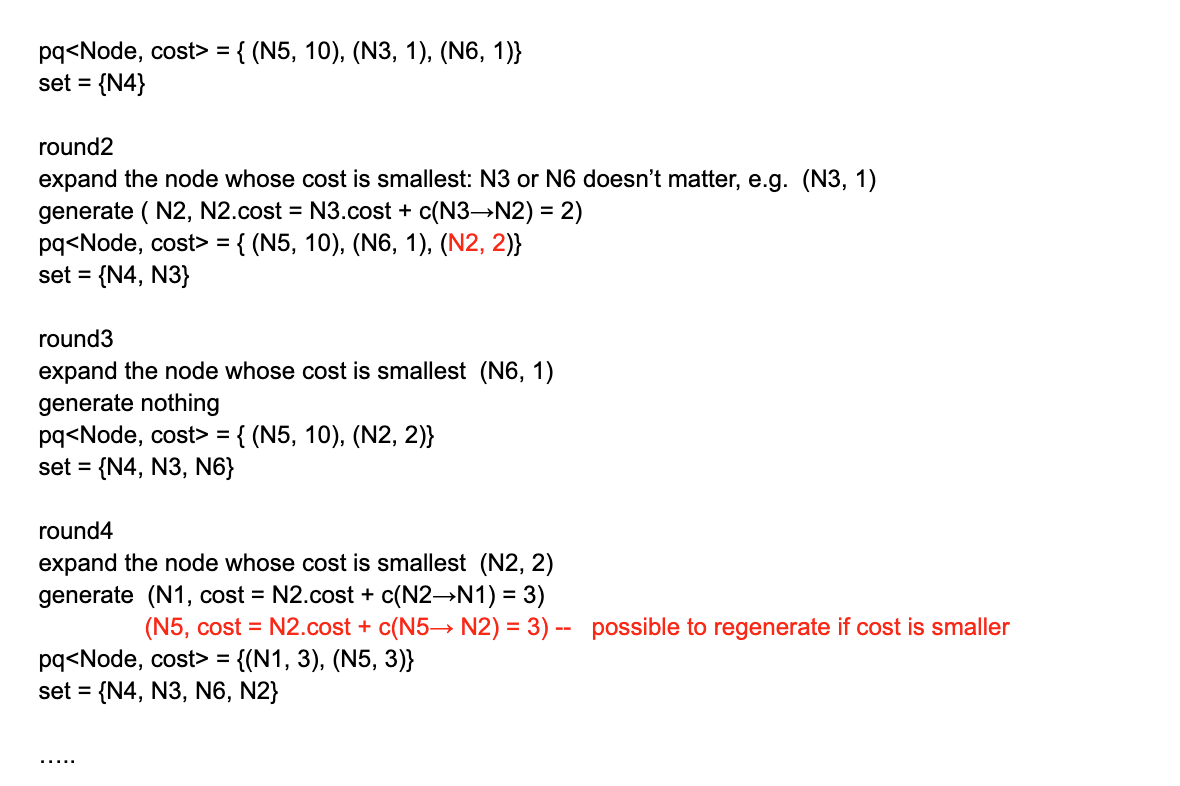 pq<Node, cost> = { (N5, 10), (N3, 1), (N6, 1)}
set = {N4}
round2
expand the node whose cost is smallest: N3 or N6 doesn’t matter, e.g.  (N3, 1)
generate ( N2, N2.cost = N3.cost + c(N3→N2) = 2)
pq<Node, cost> = { (N5, 10), (N6, 1), (N2, 2)}
set = {N4, N3}
round3
expand the node whose cost is smallest  (N6, 1)
generate nothing
pq<Node, cost> = { (N5, 10), (N2, 2)}
set = {N4, N3, N6}
round4
expand the node whose cost is smallest  (N2, 2)
generate  (N1, cost = N2.cost + c(N2→N1) = 3)
(N5, cost = N2.cost + c(N5→ N2) = 3) --   possible to regenerate if cost is smaller
pq<Node, cost> = {(N1, 3), (N5, 3)}
set = {N4, N3, N6, N2}
…..